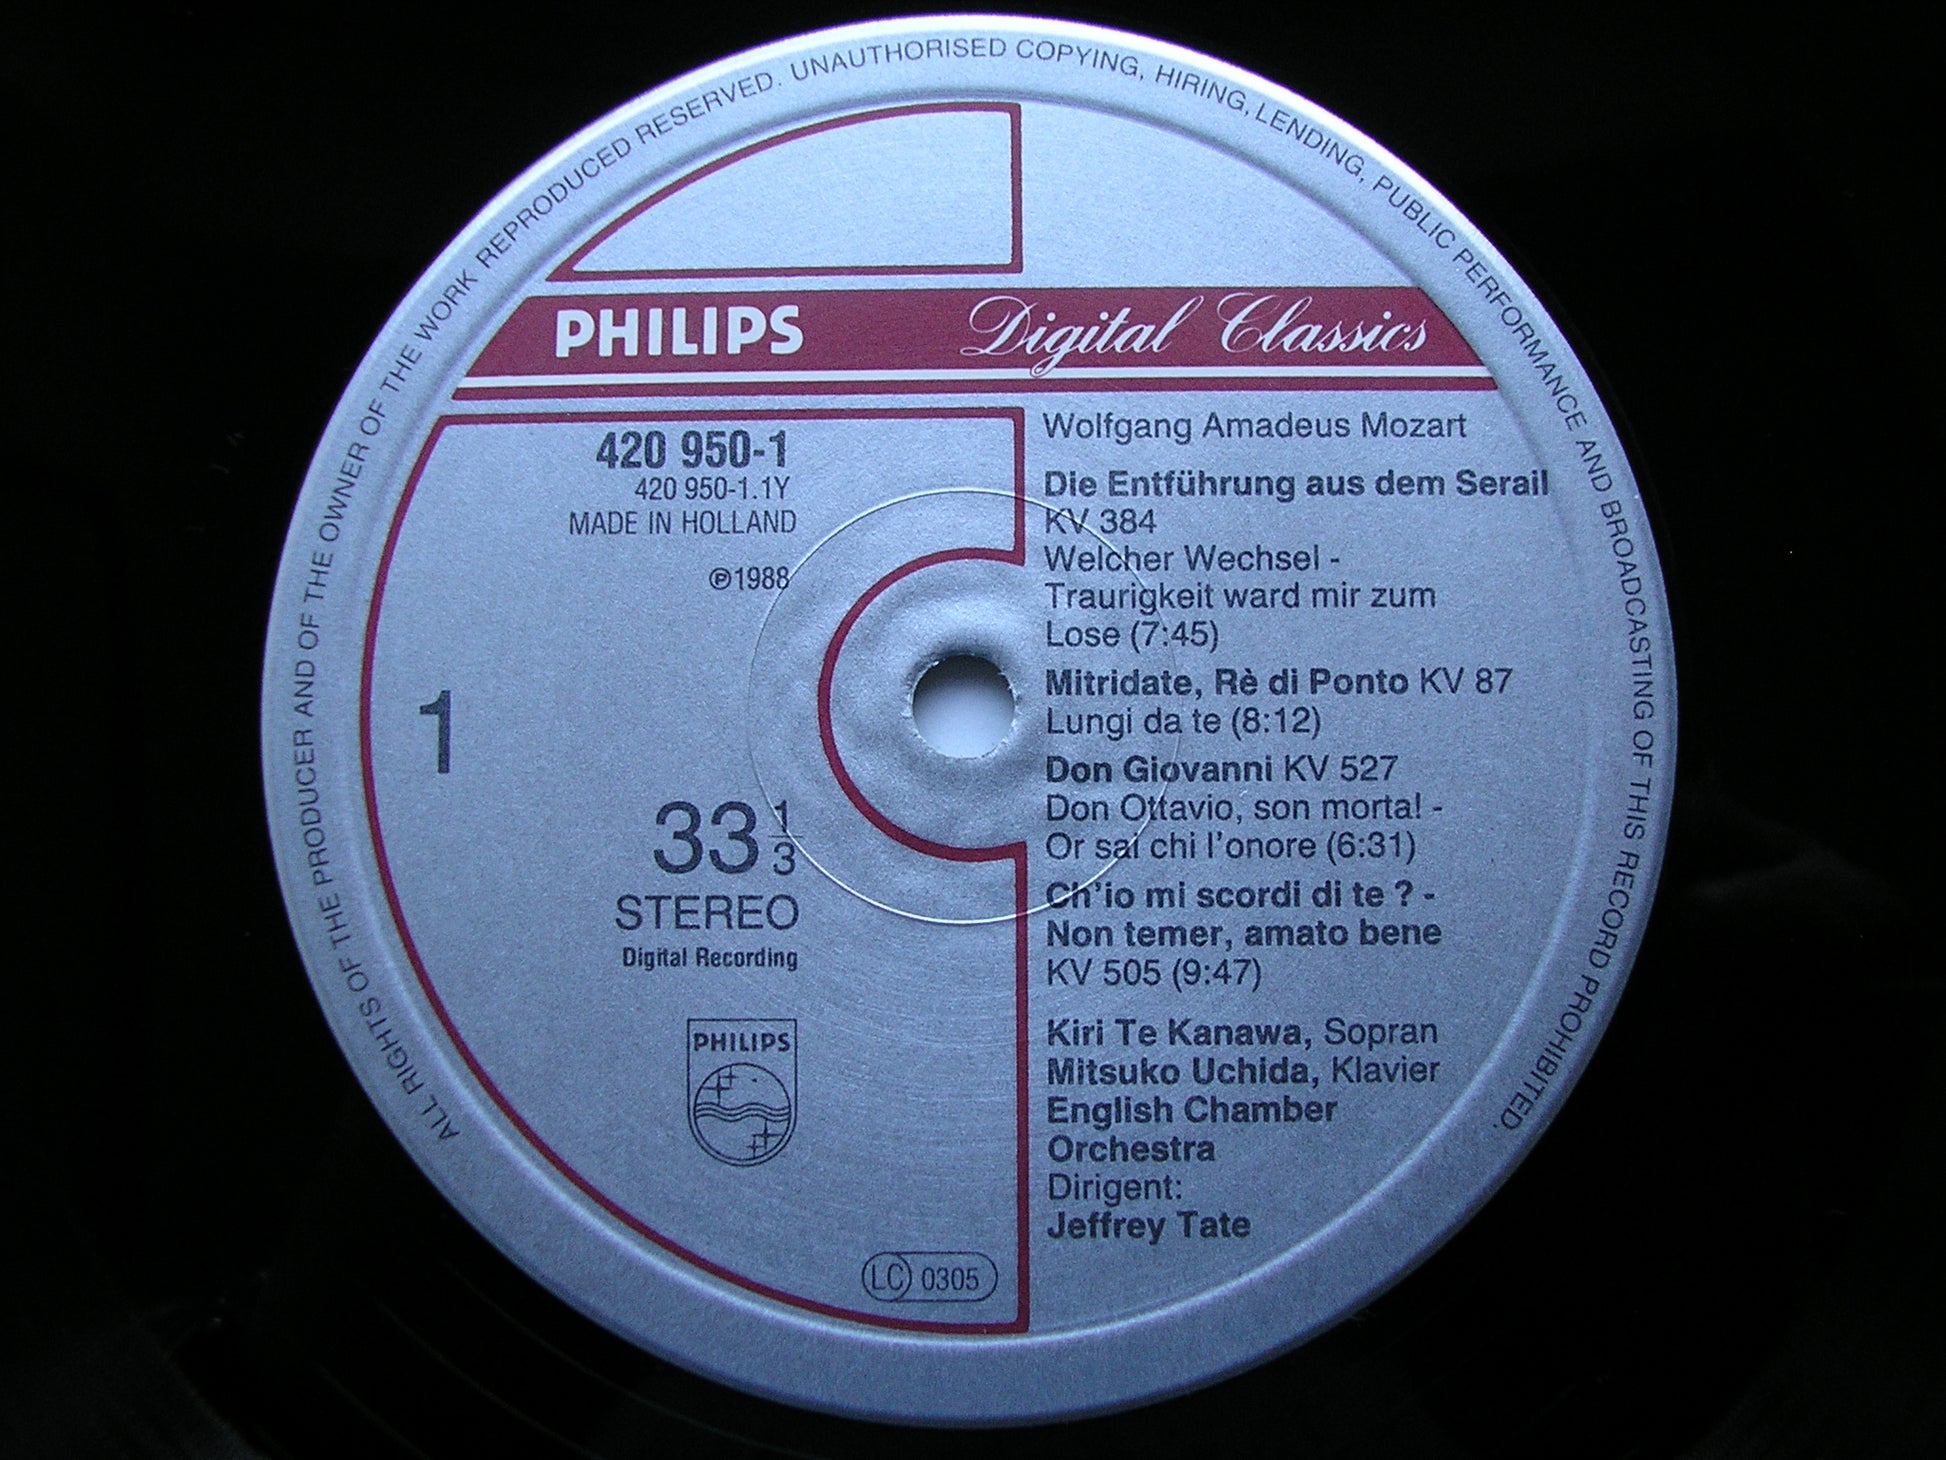 ALL RIGHTS OF THE PRODUCER AND OF THE OWNER OF THE WORK REPRODUCED RESERVED. UNAUTHORISED COPYING, HIRING, LENDING, PUBLIC PERFORMANCE AND BROADCASTING OF THIS RECORD PROHIBITED.
PHILIPS Digital Classics
420 950-1
420 950-1.1Y
MADE IN HOLLAND
℗1988
1
33 1/3
STEREO
Digital Recording
PHILIPS
LC 0305
Wolfgang Amadeus Mozart
Die Entführung aus dem Serail
KV 384
Welcher Wechsel -
Traurigkeit ward mir zum
Lose (7:45)
Mitridate, Rè di Ponto KV 87
Lungi da te (8:12)
Don Giovanni KV 527
Don Ottavio, son morta! -
Or sai chi l'onore (6:31)
Ch'io mi scordi di te ? -
Non temer, amato bene
KV 505 (9:47)
Kiri Te Kanawa, Sopran
Mitsuko Uchida, Klavier
English Chamber
Orchestra
Dirigent:
Jeffrey Tate